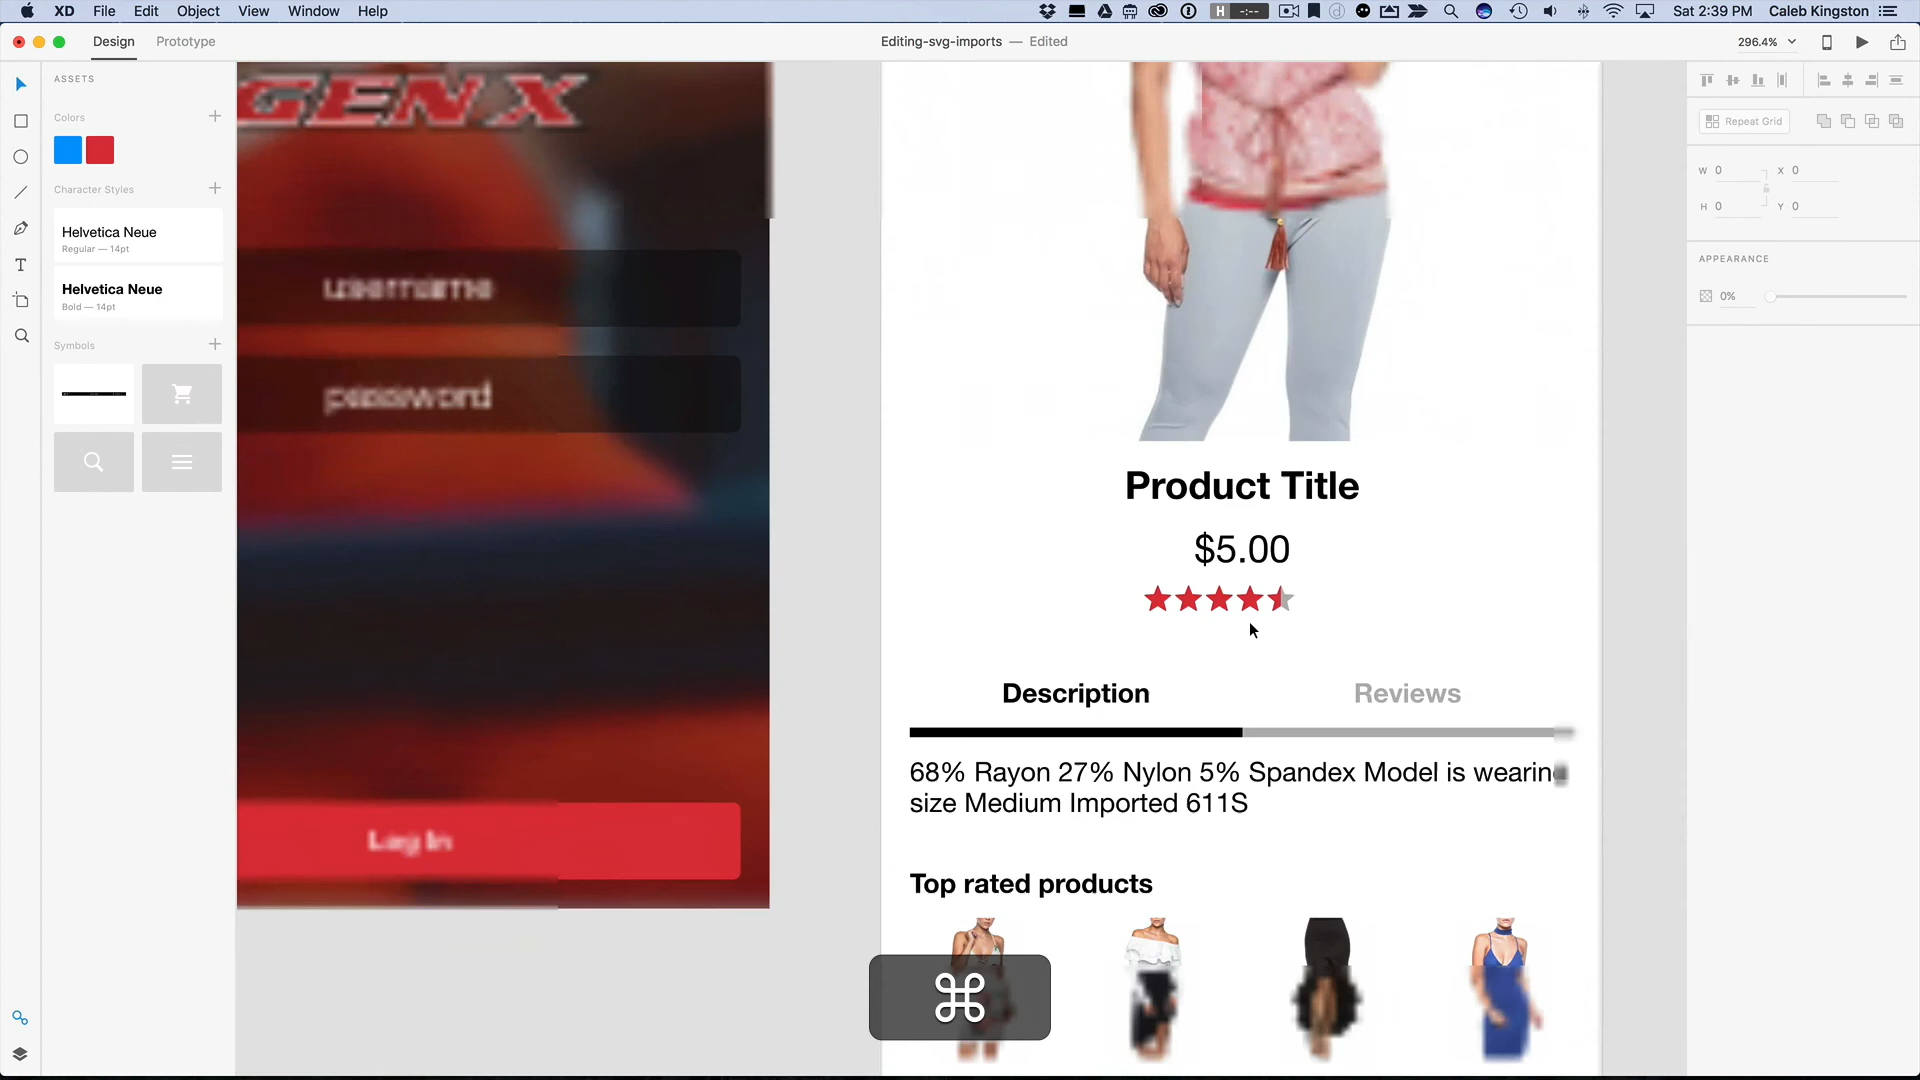 XD File Edit Object View Window Help
H -:-- Sat 2:39 PM Caleb Kingston
Design Prototype
Editing-svg-imports — Edited
296.4%
ASSETS
Colors
Character Styles
Helvetica Neue
Regular — 14pt
Helvetica Neue
Bold — 14pt
Symbols
GEN X
username
password
Log In
Product Title
$5.00
Description Reviews
68% Rayon 27% Nylon 5% Spandex Model is wearing
size Medium Imported 611S
Top rated products
⌘
Repeat Grid
W 0 X 0
H 0 Y 0
APPEARANCE
0%